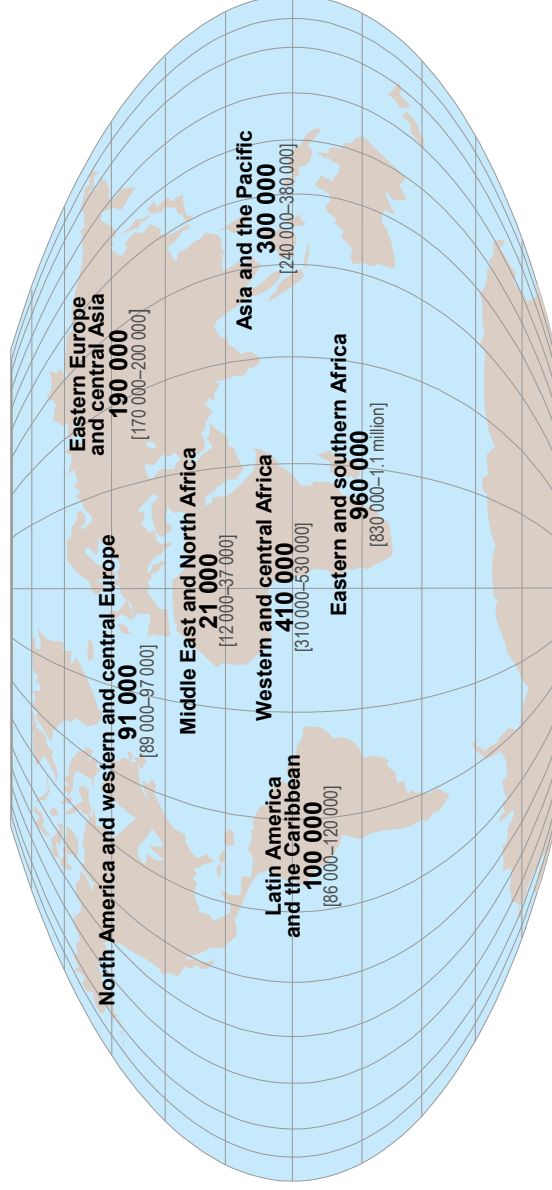 North America and western and central Europe
91 000
[89 000–97 000]
Eastern Europe
and central Asia
190 000
[170 000–200 000]
Middle East and North Africa
21 000
[12 000–37 000]
Asia and the Pacific
300 000
[240 000–380 000]
Western and central Africa
410 000
[310 000–530 000]
Latin America
and the Caribbean
100 000
[86 000–120 000]
Eastern and southern Africa
960 000
[830 000–1.1 million]